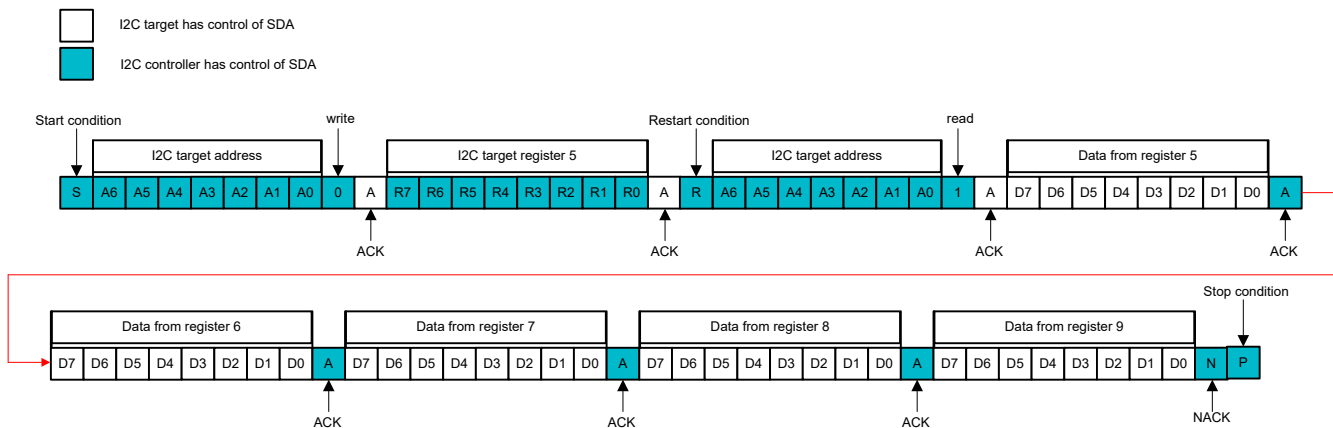 I2C target has control of SDA
I2C controller has control of SDA
Start condition write Restart condition read
I2C target address I2C target register 5 I2C target address Data from register 5
S A6 A5 A4 A3 A2 A1 A0 0 A R7 R6 R5 R4 R3 R2 R1 R0 A R A6 A5 A4 A3 A2 A1 A0 1 A D7 D6 D5 D4 D3 D2 D1 D0 A
ACK ACK ACK ACK
Stop condition
Data from register 6 Data from register 7 Data from register 8 Data from register 9
D7 D6 D5 D4 D3 D2 D1 D0 A D7 D6 D5 D4 D3 D2 D1 D0 A D7 D6 D5 D4 D3 D2 D1 D0 A D7 D6 D5 D4 D3 D2 D1 D0 N P
ACK ACK ACK NACK